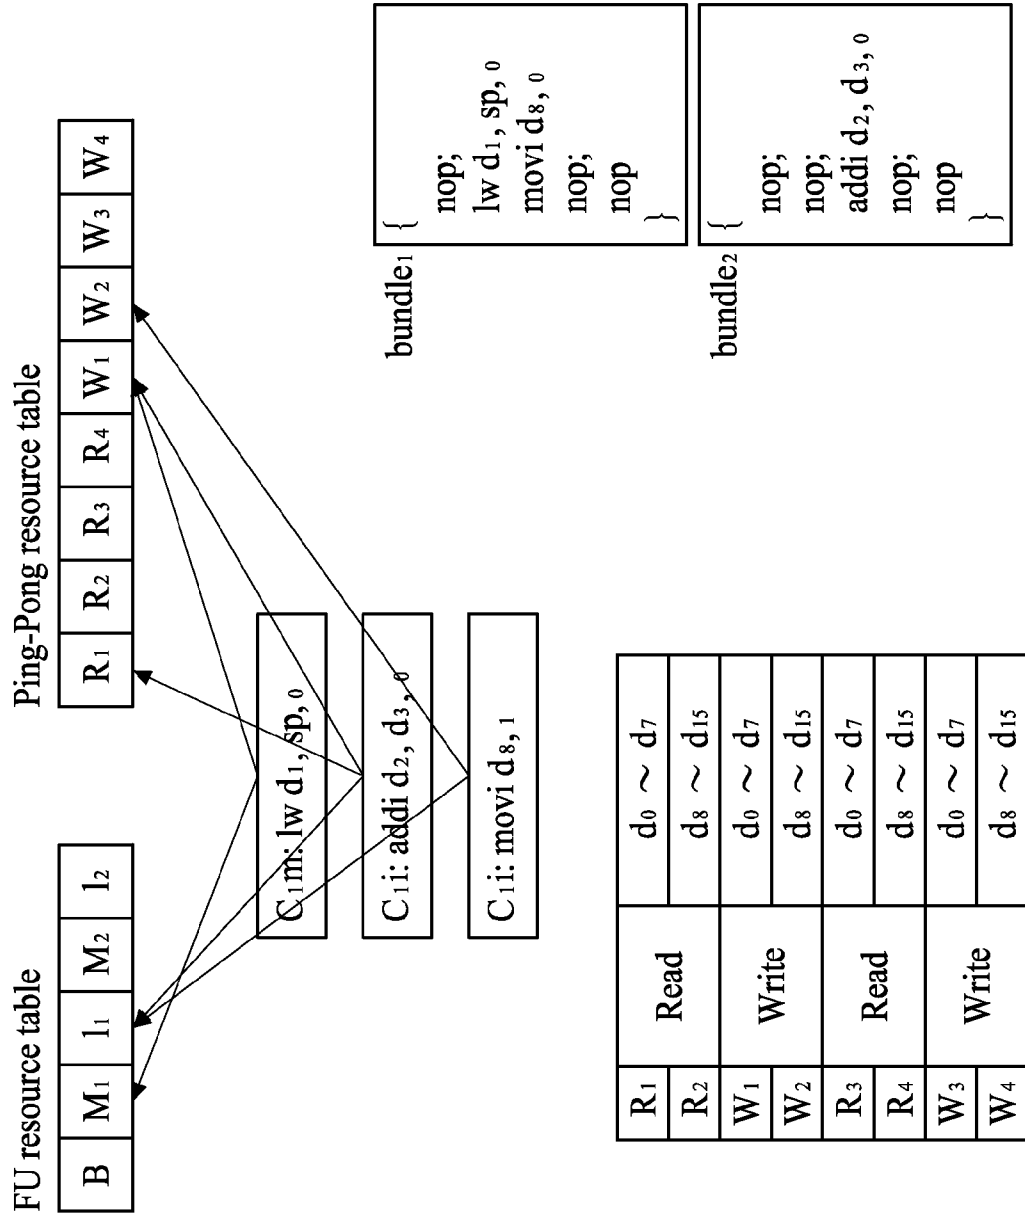 FU resource table
B M1 I1 M2 I2
Ping-Pong resource table
R1 R2 R3 R4 W1 W2 W3 W4
C1m: lw d1, sp, 0
C1i: addi d2, d3, 0
C1i: movi d8, 1
R1 Read d0 ~ d7
R2 d8 ~ d15
W1 Write d0 ~ d7
W2 d8 ~ d15
R3 Read d0 ~ d7
R4 d8 ~ d15
W3 Write d0 ~ d7
W4 d8 ~ d15
bundle1
{
nop;
lw d1, sp, 0
movi d8, 0
nop;
nop
}
bundle2
{
nop;
nop;
addi d2, d3, 0
nop;
nop
}